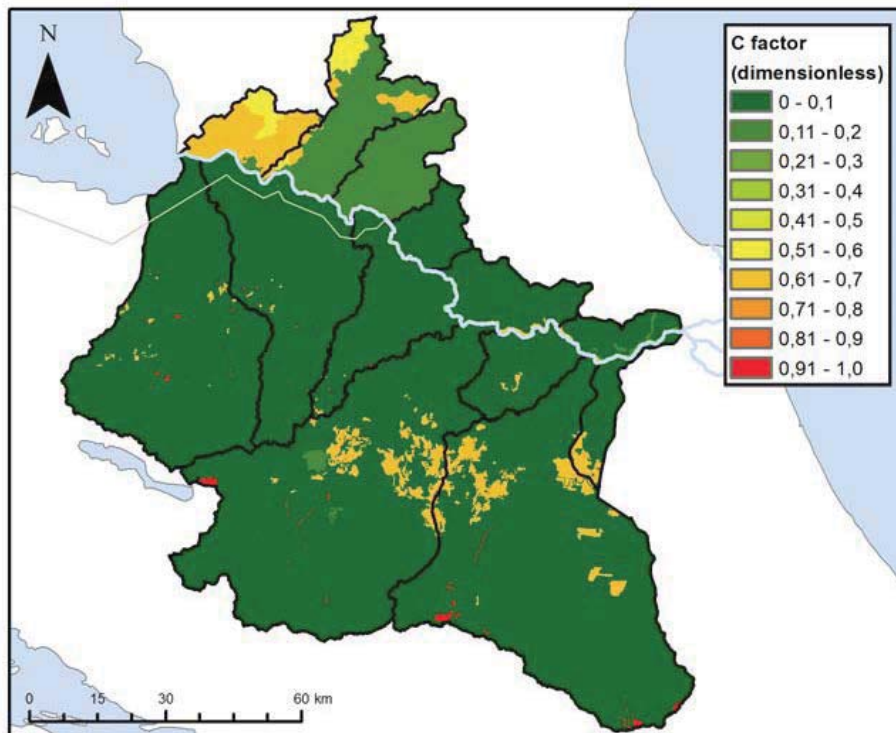 N
C factor
(dimensionless)
0 - 0,1
0,11 - 0,2
0,21 - 0,3
0,31 - 0,4
0,41 - 0,5
0,51 - 0,6
0,61 - 0,7
0,71 - 0,8
0,81 - 0,9
0,91 - 1,0
0 15 30 60 km